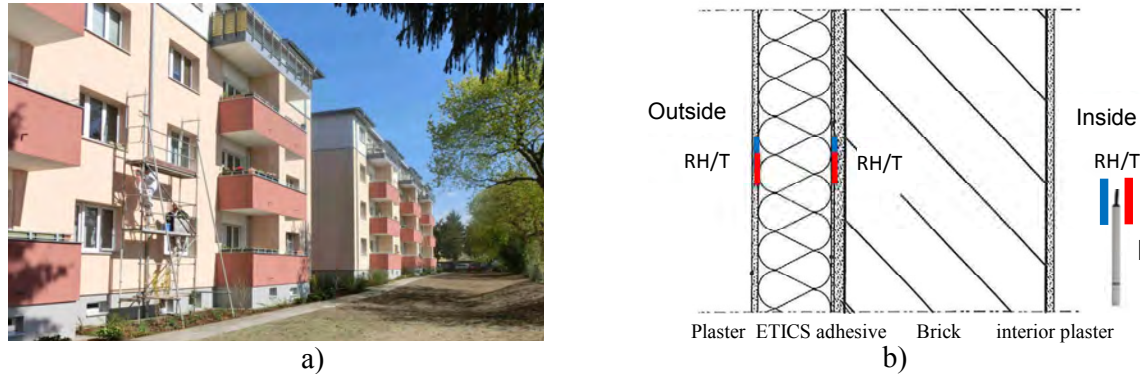 Outside
Inside
RH/T
RH/T
RH/T
Plaster ETICS adhesive Brick interior plaster
a)
b)